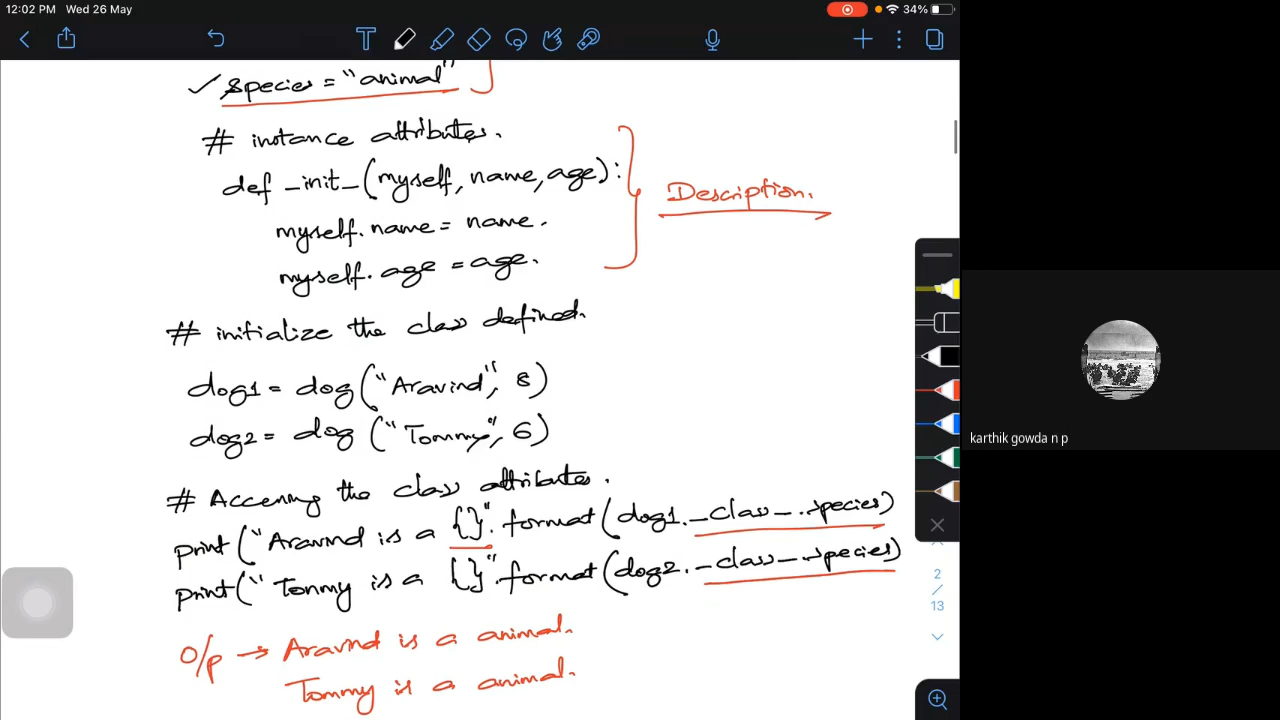 12:02 PM Wed 26 May
34%
species = "animal"
# instance attributes.
def _init_(myself, name, age):
Description.
myself.name = name.
myself.age = age.
# initialize the class defined.
dog1 = dog("Aravind", 8)
dog2 = dog ("Tommy", 6)
# Accessing the class attributes.
print("Aravind is a {}".format(dog1._class_.species)
print("Tommy is a {}".format(dog2._class_.species)
O/p → Aravind is a animal.
Tommy is a animal.
2
/
13
karthik gowda n p